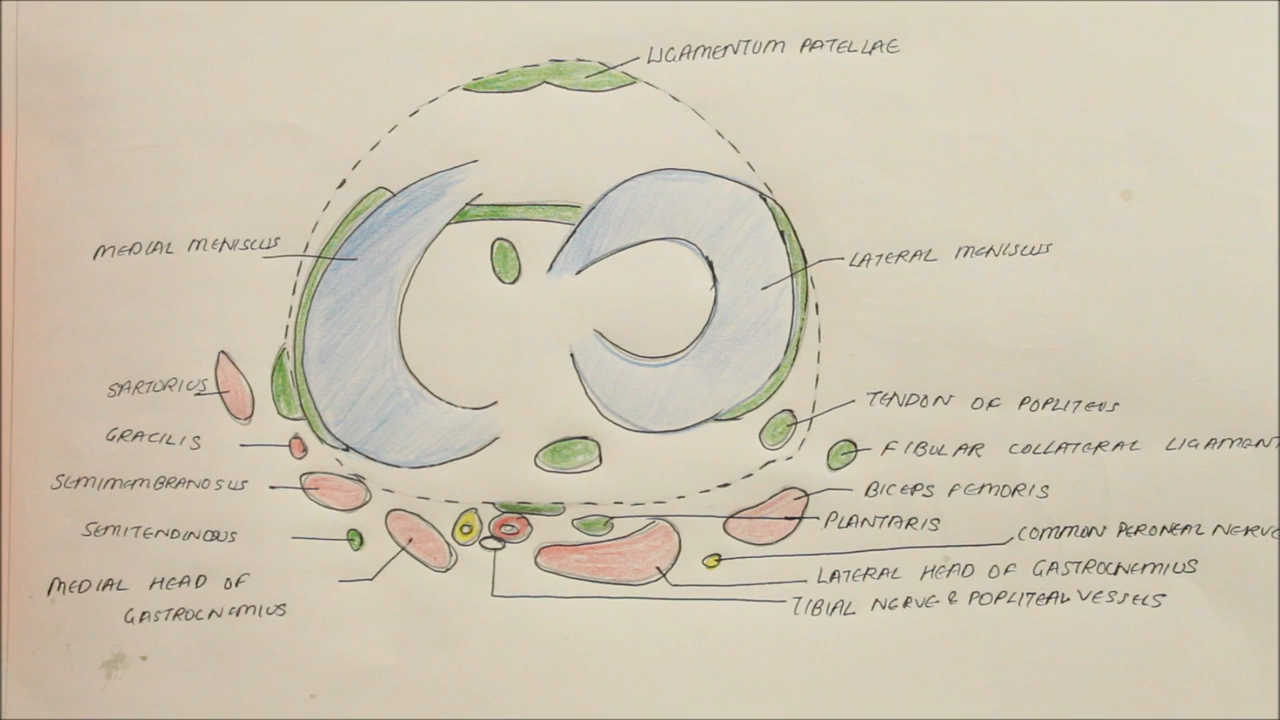 LIGAMENTUM PATELLAE
MEDIAL MENISCUS
LATERAL MENISCUS
SARTORIUS
TENDON OF POPLITEUS
GRACILIS
FIBULAR COLLATERAL LIGAMENT
SEMIMEMBRANOSUS
BICEPS FEMORIS
SEMITENDINOUS
PLANTARIS
COMMON PERONEAL NERVE
MEDIAL HEAD OF
GASTROCNEMIUS
LATERAL HEAD OF GASTROCNEMIUS
TIBIAL NERVE & POPLITEAL VESSELS